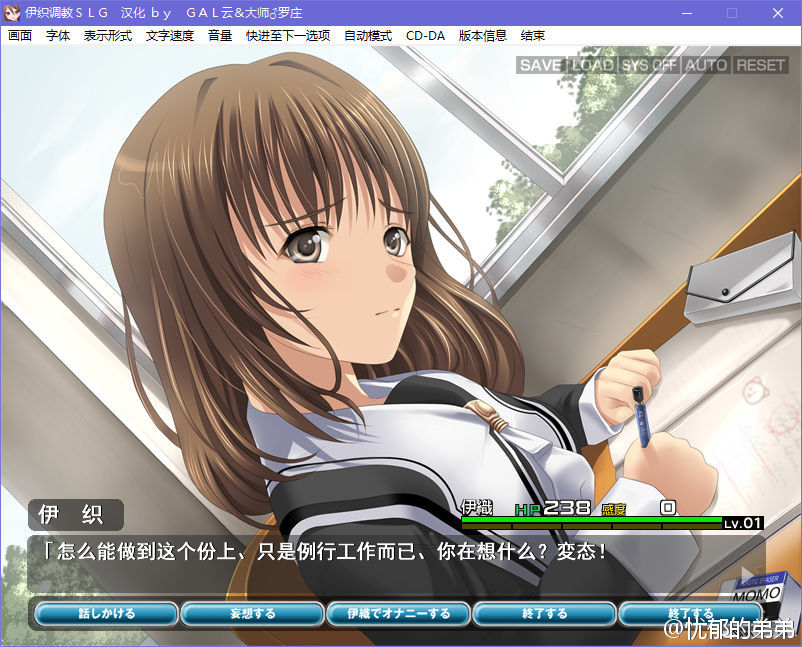 伊织调教ＳＬＧ　汉化 ｂｙ　ＧＡＬ云&大师♂罗庄
画面 字体 表示形式 文字速度 音量 快进至下一选项 自动模式 CD-DA 版本信息 结束
SAVE LOAD SYS OFF AUTO RESET
伊织
伊織 HP 238 感度 0
Lv.01
「怎么能做到这个份上、只是例行工作而已、你在想什么？変态！
PLASTIC ERASER
MOMO
話しかける 妄想する 伊織でオナニーする 終了する 終了する
@忧郁的弟弟